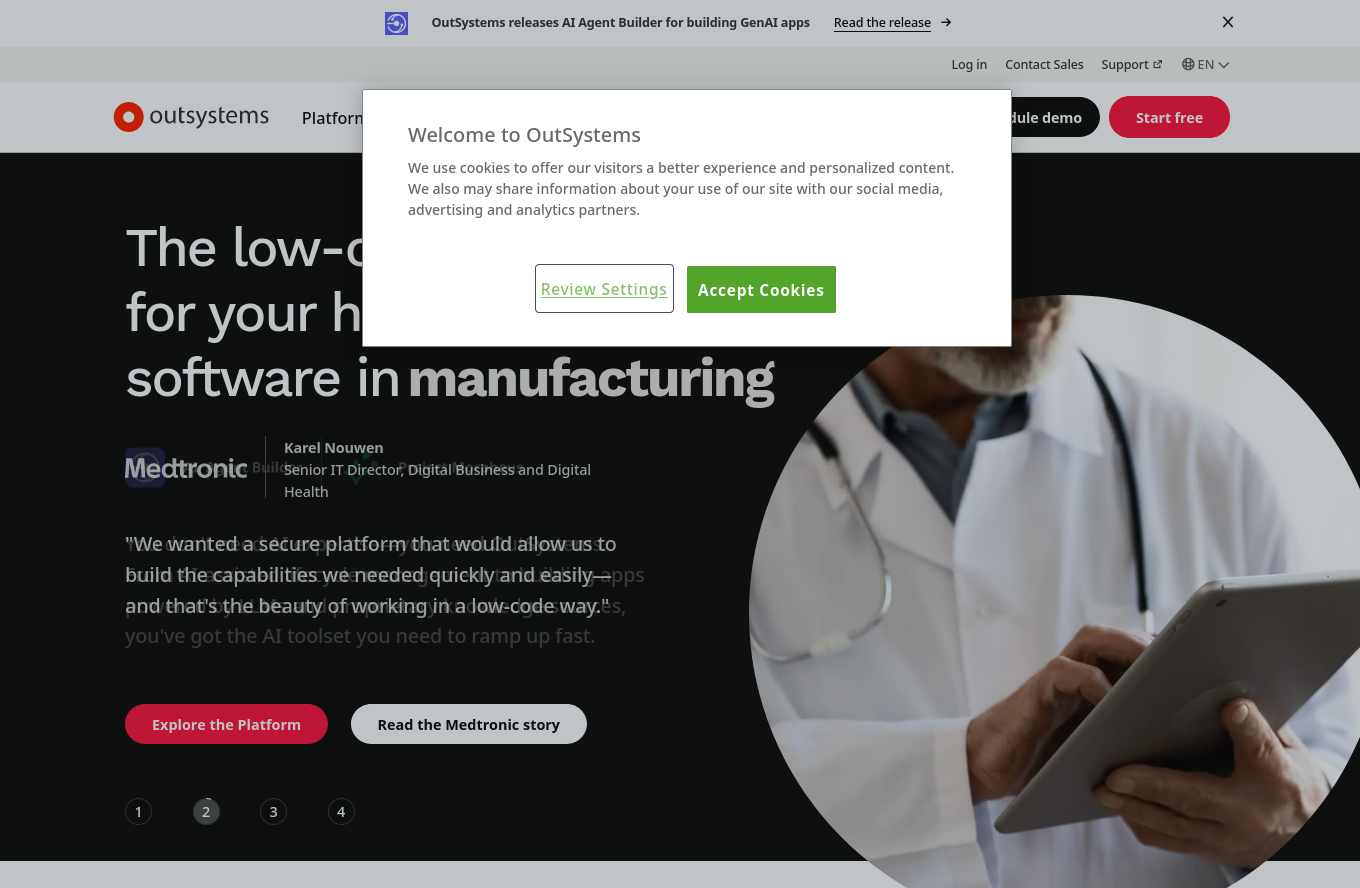 OutSystems releases AI Agent Builder for building GenAI apps Read the release
Log in Contact Sales Support EN
outsystems Platform dule demo Start free
Welcome to OutSystems
We use cookies to offer our visitors a better experience and personalized content.
We also may share information about your use of our site with our social media,
advertising and analytics partners.
Review Settings Accept Cookies
The low-c
for your h
software in manufacturing
Medtronic
Karel Nouwen
Senior IT Director, Digital Business and Digital
Health
"We wanted a secure platform that would allow us to
build the capabilities we needed quickly and easily—
and that's the beauty of working in a low-code way."
you've got the AI toolset you need to ramp up fast.
Explore the Platform Read the Medtronic story
1 2 3 4